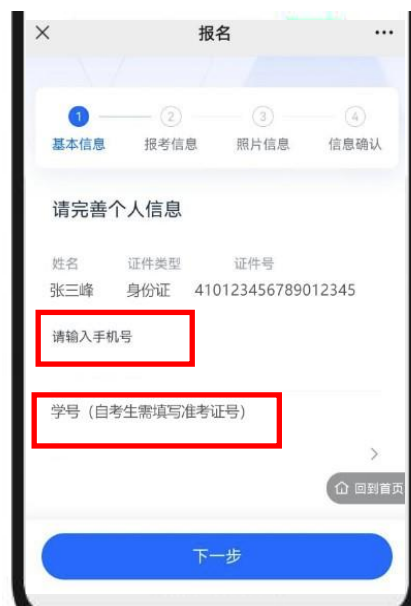 报名
1 2 3 4
基本信息 报考信息 照片信息 信息确认
请完善个人信息
姓名 证件类型 证件号
张三峰 身份证 410123456789012345
请输入手机号
学号（自考生需填写准考证号）
回到首页
下一步